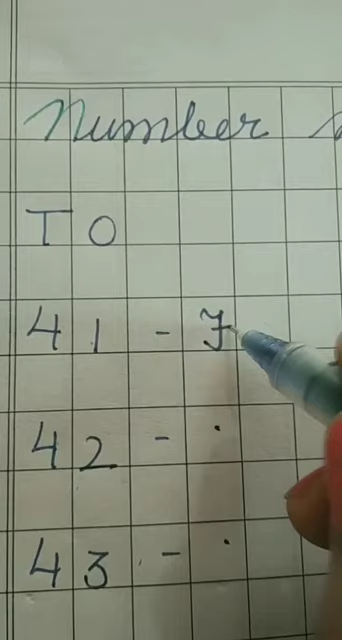 Number
T O
41 - F
42 - .
43 - .